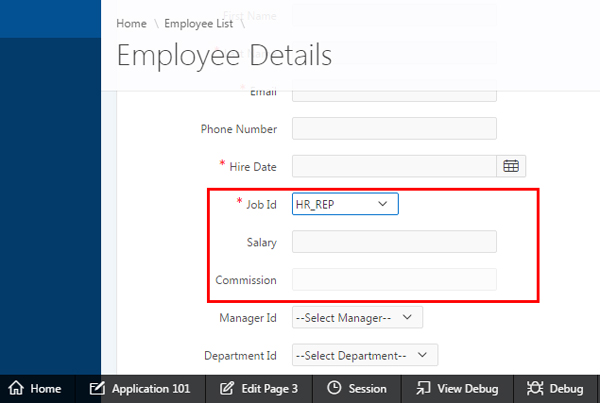 First Name
Home \ Employee List \
Employee Details
* Email
Phone Number
* Hire Date
* Job Id HR_REP
Salary
Commission
Manager Id --Select Manager--
Department Id --Select Department--
Home Application 101 Edit Page 3 Session View Debug Debug